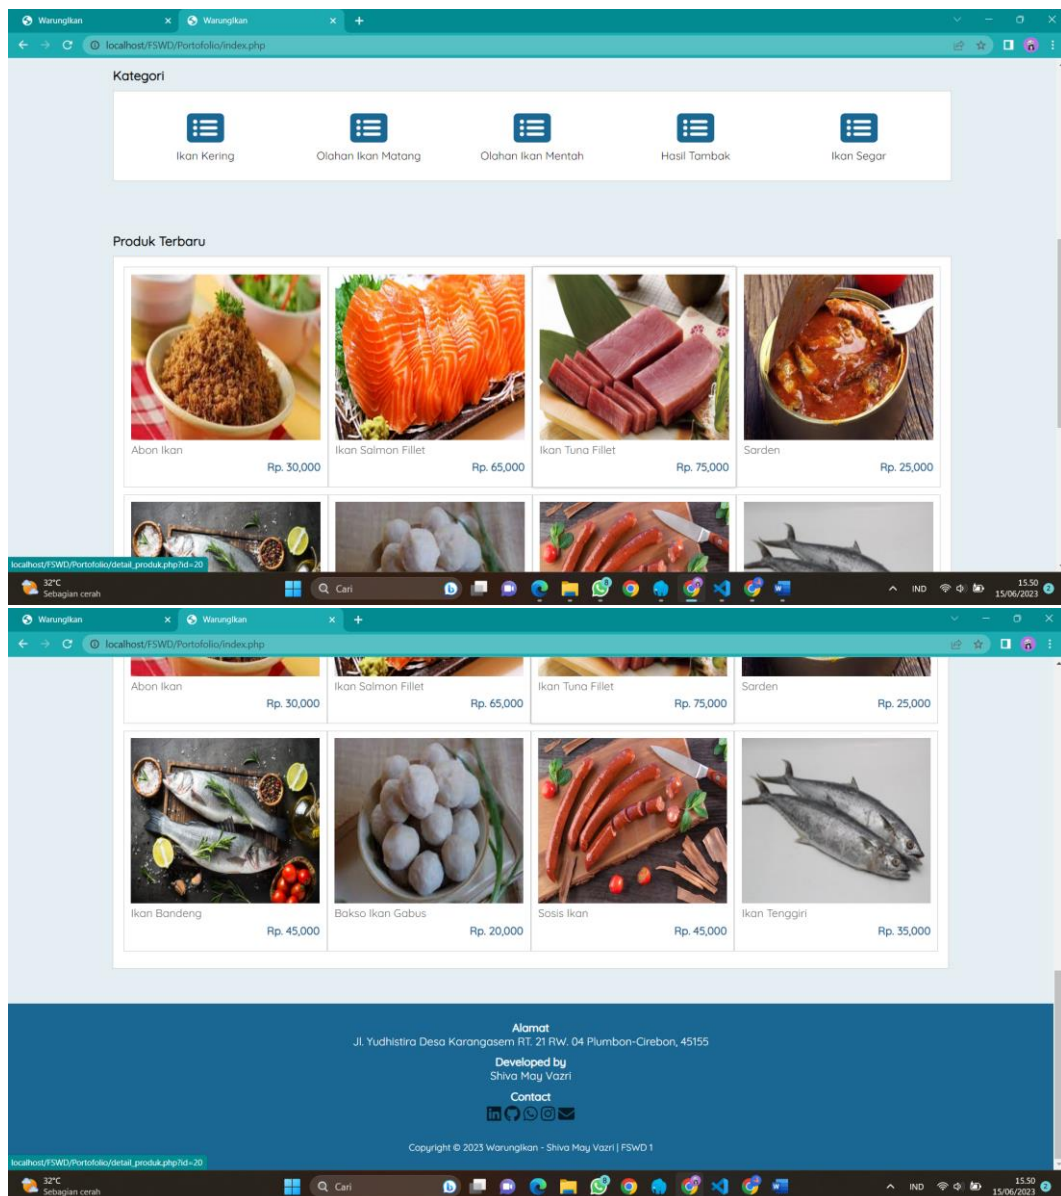 WarungIkan
WarungIkan
localhost/FSWD/Portofolio/index.php
Kategori
Ikan Kering
Olahan Ikan Matang
Olahan Ikan Mentah
Hasil Tambak
Ikan Segar
Produk Terbaru
Abon Ikan
Rp. 30,000
Ikan Salmon Fillet
Rp. 65,000
Ikan Tuna Fillet
Rp. 75,000
Sarden
Rp. 25,000
localhost/FSWD/Portofolio/detail_produk.php?id=20
32°C
Sebagian cerah
Cari
IND
15.50
15/06/2023
2
WarungIkan
WarungIkan
localhost/FSWD/Portofolio/index.php
Abon Ikan
Rp. 30,000
Ikan Salmon Fillet
Rp. 65,000
Ikan Tuna Fillet
Rp. 75,000
Sarden
Rp. 25,000
Ikan Bandeng
Rp. 45,000
Bakso Ikan Gabus
Rp. 20,000
Sosis Ikan
Rp. 45,000
Ikan Tenggiri
Rp. 35,000
Alamat
Jl. Yudhistira Desa Karangasem RT. 21 RW. 04 Plumbon-Cirebon, 45155
Developed by
Shiva May Vazri
Contact
Copyright © 2023 WarungIkan - Shiva May Vazri | FSWD 1
localhost/FSWD/Portofolio/detail_produk.php?id=20
32°C
Sebagian cerah
Cari
IND
15.50
15/06/2023
2